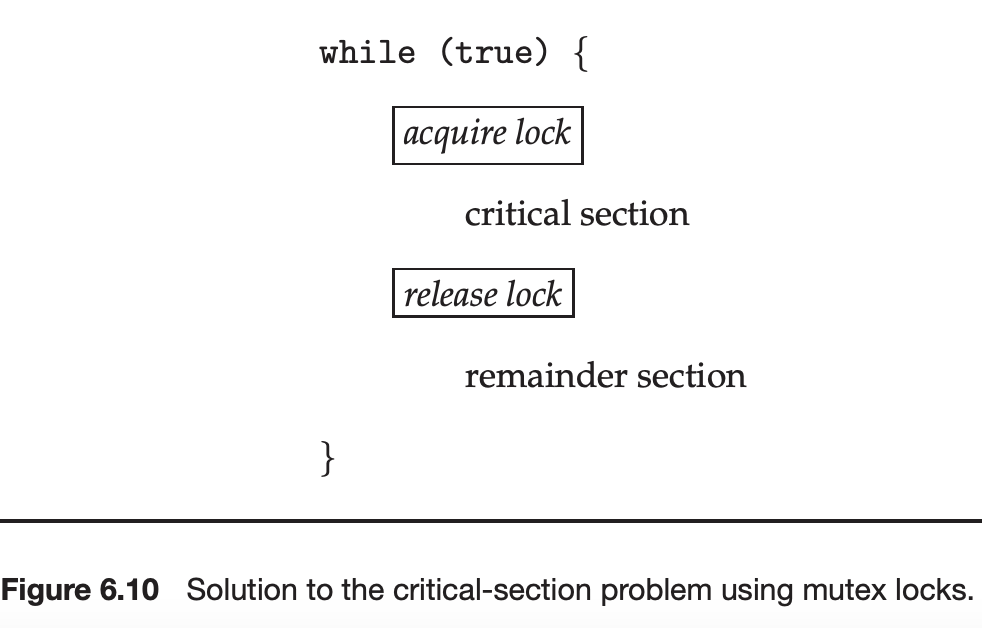 while (true) {
acquire lock
critical section
release lock
remainder section
}
Figure 6.10 Solution to the critical-section problem using mutex locks.